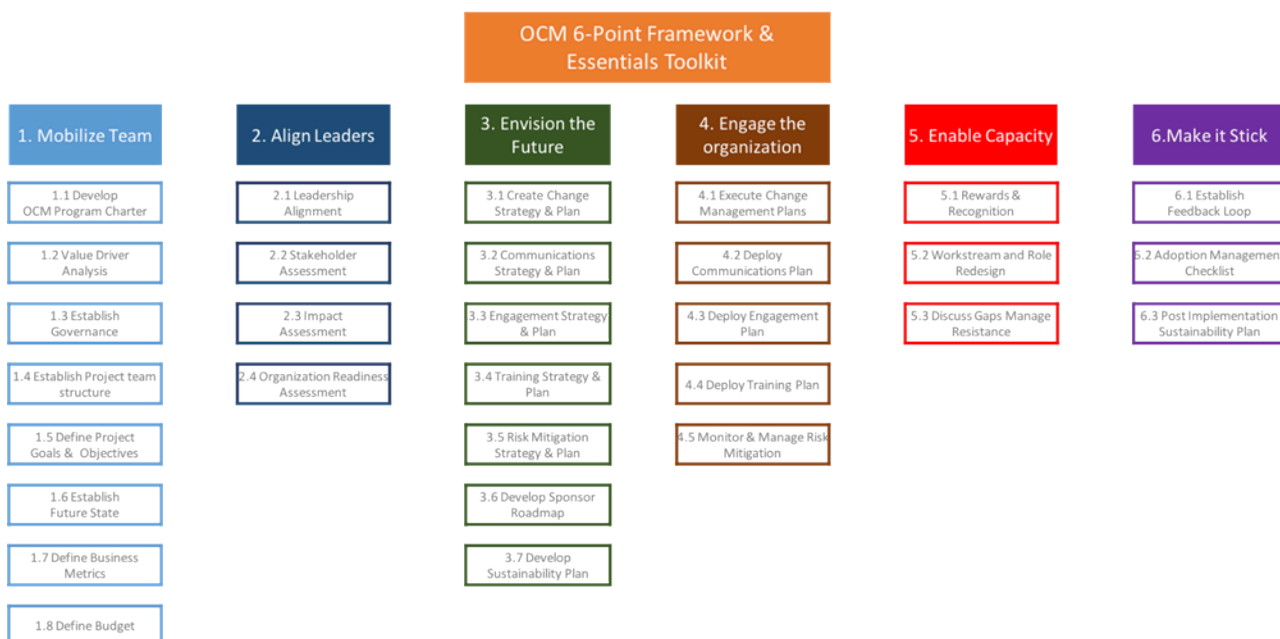 OCM 6-Point Framework &
Essentials Toolkit
1. Mobilize Team
1.1 Develop
OCM Program Charter
1.2 Value Driver
Analysis
1.3 Establish
Governance
1.4 Establish Project team
structure
1.5 Define Project
Goals & Objectives
1.6 Establish
Future State
1.7 Define Business
Metrics
1.8 Define Budget
2. Align Leaders
2.1 Leadership
Alignment
2.2 Stakeholder
Assessment
2.3 Impact
Assessment
2.4 Organization Readiness
Assessment
3. Envision the
Future
3.1 Create Change
Strategy & Plan
3.2 Communications
Strategy & Plan
3.3 Engagement Strategy
& Plan
3.4 Training Strategy &
Plan
3.5 Risk Mitigation
Strategy & Plan
3.6 Develop Sponsor
Roadmap
3.7 Develop
Sustainability Plan
4. Engage the
organization
4.1 Execute Change
Management Plans
4.2 Deploy
Communications Plan
4.3 Deploy Engagement
Plan
4.4 Deploy Training Plan
4.5 Monitor & Manage Risk
Mitigation
5. Enable Capacity
5.1 Rewards &
Recognition
5.2 Workstream and Role
Redesign
5.3 Discuss Gaps Manage
Resistance
6.Make it Stick
6.1 Establish
Feedback Loop
6.2 Adoption Management
Checklist
6.3 Post Implementation
Sustainability Plan